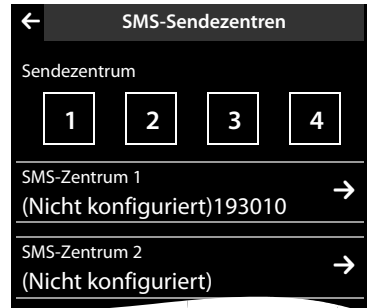 SMS-Sendezentren
Sendezentrum
1 2 3 4
SMS-Zentrum 1
(Nicht konfiguriert)193010
SMS-Zentrum 2
(Nicht konfiguriert)